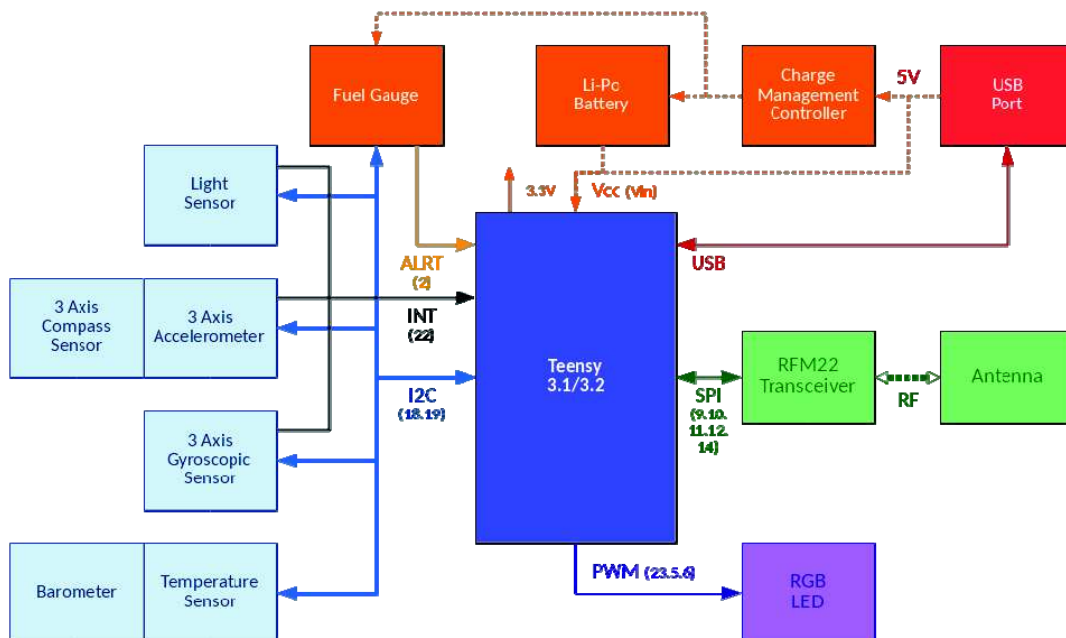 Fuel Gauge
Li-Po
Battery
Charge
Management
Controller
5V
USB
Port
Light
Sensor
3.3V
Vcc (Vin)
ALRT
(2)
USB
3 Axis
Compass
Sensor
3 Axis
Accelerometer
INT
(22)
Teensy
3.1/3.2
RFM22
Transceiver
Antenna
I2C
(18.19)
SPI
(9.10.
11.12.
14)
RF
3 Axis
Gyroscopic
Sensor
Barometer
Temperature
Sensor
PWM (23.5.6)
RGB
LED